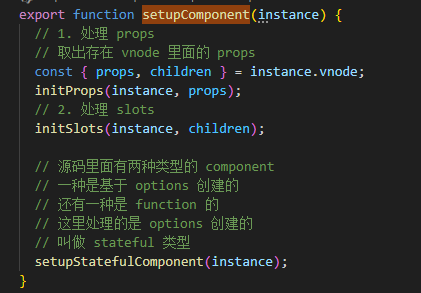 export function setupComponent(instance) {
// 1. 处理 props
// 取出存在 vnode 里面的 props
const { props, children } = instance.vnode;
initProps(instance, props);
// 2. 处理 slots
initSlots(instance, children);
// 源码里面有两种类型的 component
// 一种是基于 options 创建的
// 还有一种是 function 的
// 这里处理的是 options 创建的
// 叫做 stateful 类型
setupStatefulComponent(instance);
}